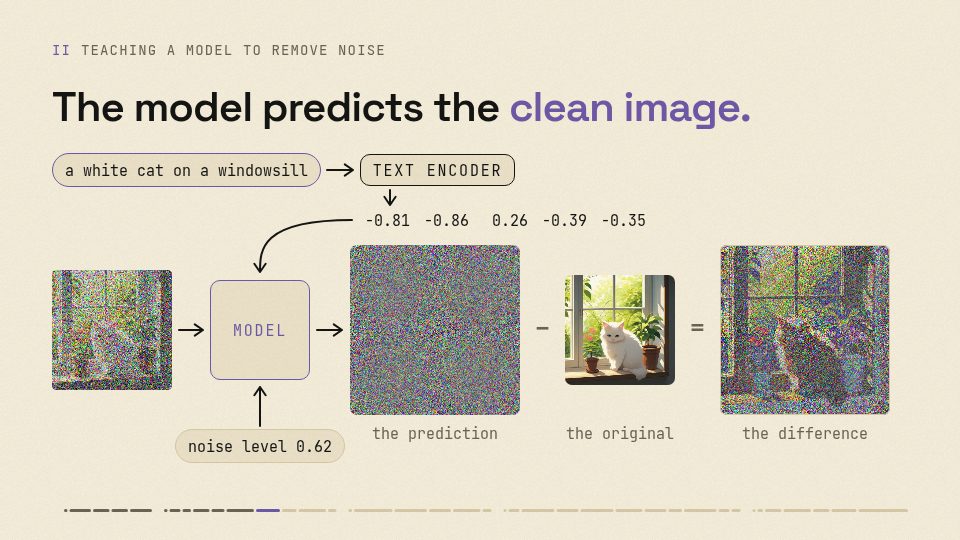 II TEACHING A MODEL TO REMOVE NOISE
The model predicts the clean image.
a white cat on a windowsill
TEXT ENCODER
-0.81 -0.86 0.26 -0.39 -0.35
MODEL
−
=
the prediction
the original
the difference
noise level 0.62